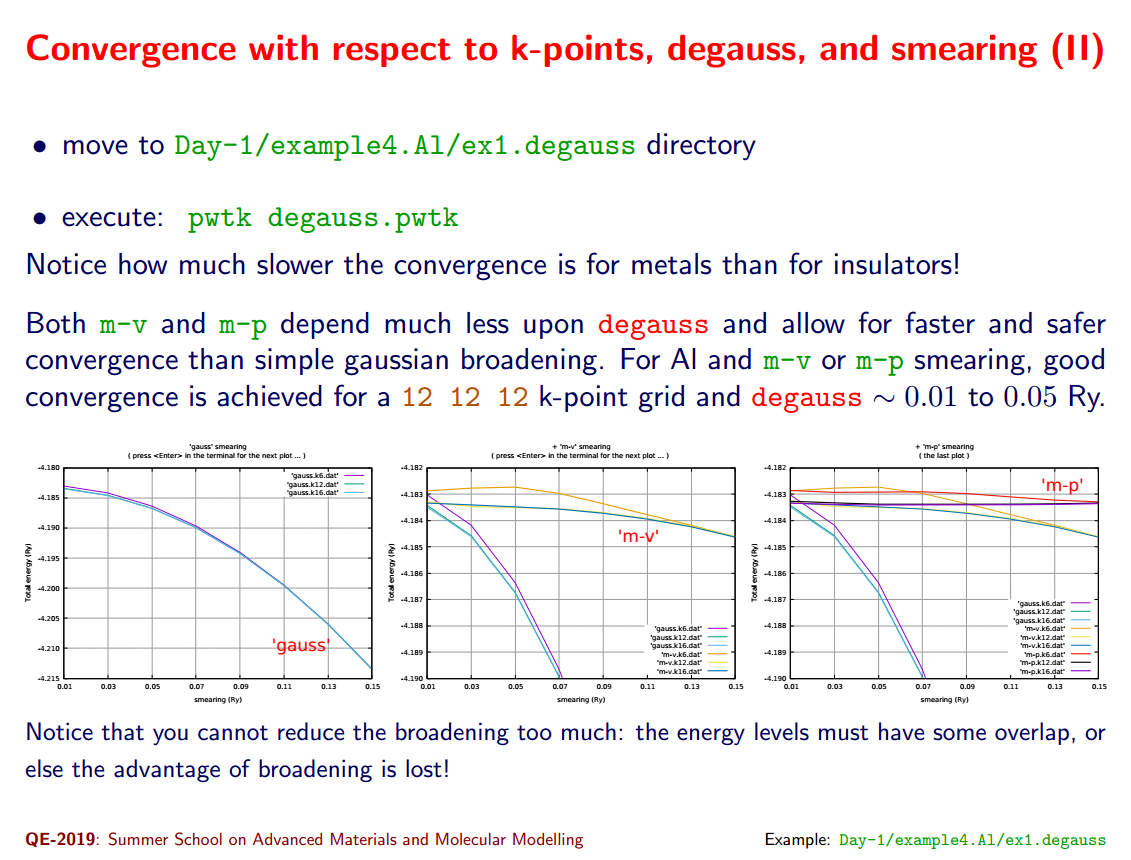 Convergence with respect to k-points, degauss, and smearing (II)
• move to Day-1/example4.Al/ex1.degauss directory
• execute: pwtk degauss.pwtk
Notice how much slower the convergence is for metals than for insulators!
Both m-v and m-p depend much less upon degauss and allow for faster and safer
convergence than simple gaussian broadening. For Al and m-v or m-p smearing, good
convergence is achieved for a 12 12 12 k-point grid and degauss ∼ 0.01 to 0.05 Ry.
'gauss' smearing
( press <Enter> in the terminal for the next plot ... )
-4.180
-4.185
-4.190
-4.195
-4.200
-4.205
-4.210
-4.215
Total energy (Ry)
'gauss.k6.dat'
'gauss.k12.dat'
'gauss.k16.dat'
'gauss'
0.01 0.03 0.05 0.07 0.09 0.11 0.13 0.15
smearing (Ry)
+ 'm-v' smearing
( press <Enter> in the terminal for the next plot ... )
-4.182
-4.183
-4.184
-4.185
-4.186
-4.187
-4.188
-4.189
-4.190
Total energy (Ry)
'm-v'
'gauss.k6.dat'
'gauss.k12.dat'
'gauss.k16.dat'
'm-v.k6.dat'
'm-v.k12.dat'
'm-v.k16.dat'
0.01 0.03 0.05 0.07 0.09 0.11 0.13 0.15
smearing (Ry)
+ 'm-p' smearing
( the last plot )
-4.182
-4.183
-4.184
-4.185
-4.186
-4.187
-4.188
-4.189
-4.190
Total energy (Ry)
'm-p'
'gauss.k6.dat'
'gauss.k12.dat'
'gauss.k16.dat'
'm-v.k6.dat'
'm-v.k12.dat'
'm-v.k16.dat'
'm-p.k6.dat'
'm-p.k12.dat'
'm-p.k16.dat'
0.01 0.03 0.05 0.07 0.09 0.11 0.13 0.15
smearing (Ry)
Notice that you cannot reduce the broadening too much: the energy levels must have some overlap, or
else the advantage of broadening is lost!
QE-2019: Summer School on Advanced Materials and Molecular Modelling
Example: Day-1/example4.Al/ex1.degauss